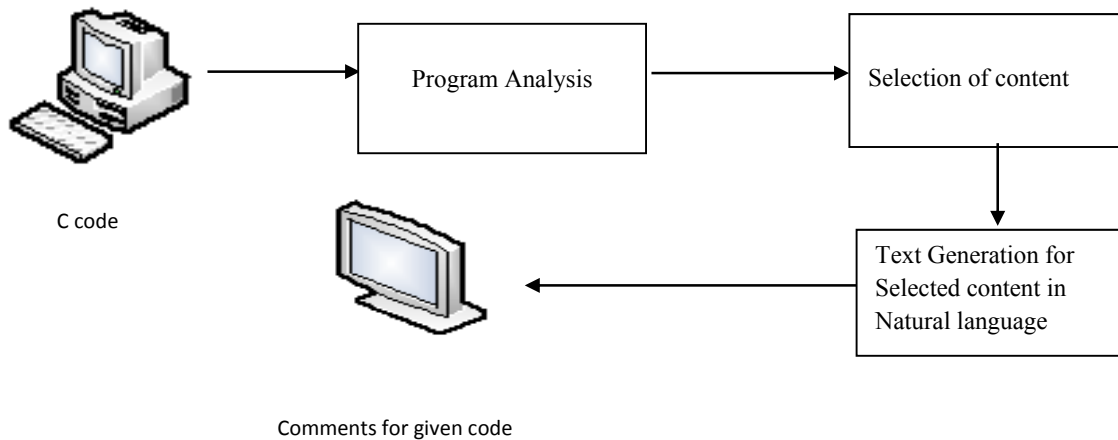 Program Analysis
Selection of content
C code
Text Generation for
Selected content in
Natural language
Comments for given code